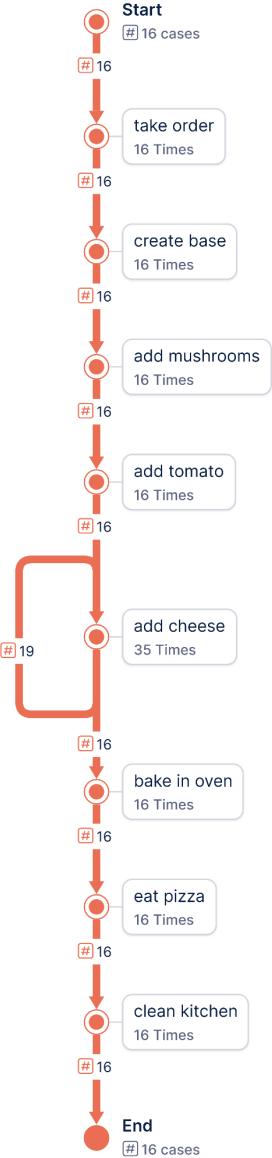 Start
# 16 cases
# 16
take order
16 Times
# 16
create base
16 Times
# 16
add mushrooms
16 Times
# 16
add tomato
16 Times
# 16
add cheese
35 Times
# 19
# 16
bake in oven
16 Times
# 16
eat pizza
16 Times
# 16
clean kitchen
16 Times
# 16
End
# 16 cases